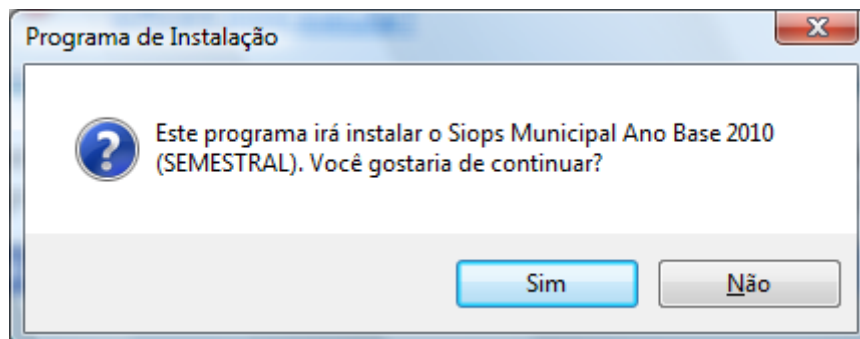 Programa de Instalação
Este programa irá instalar o Siops Municipal Ano Base 2010
(SEMESTRAL). Você gostaria de continuar?
Sim
Não